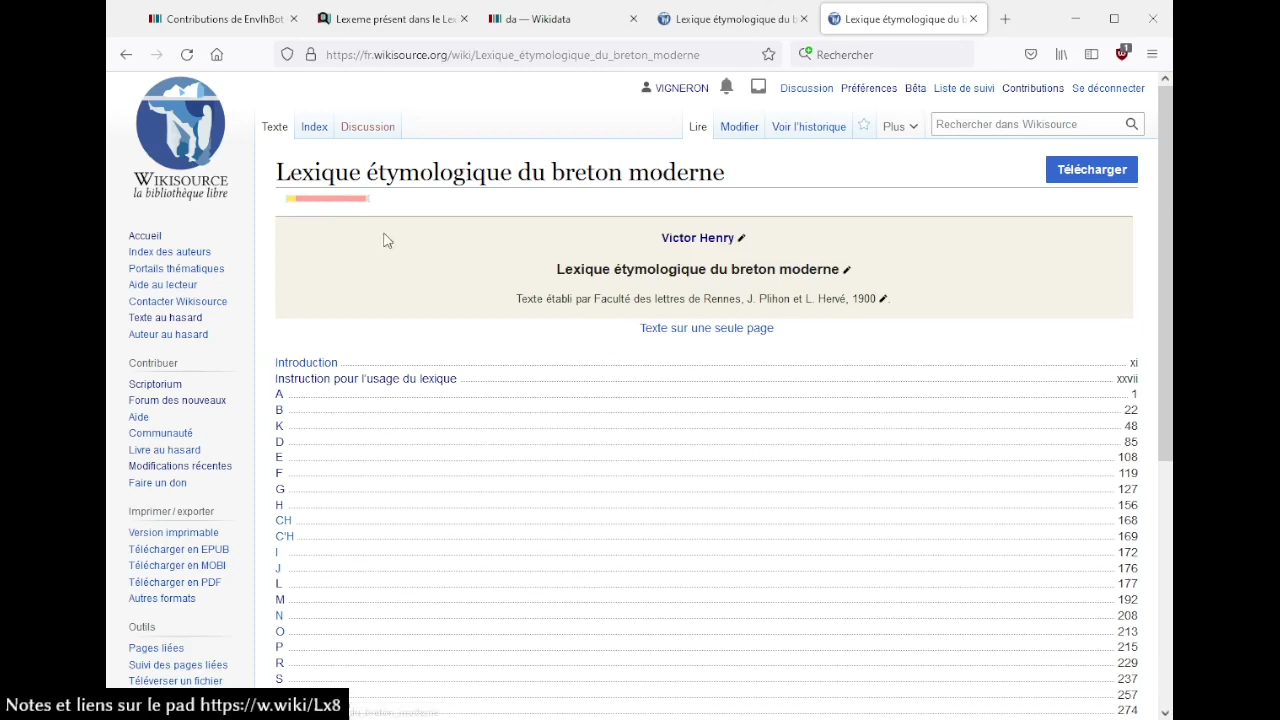 Contributions de EnvlhBot
Lexeme présent dans le Lex
da — Wikidata
Lexique étymologique du b
Lexique étymologique du b
https://fr.wikisource.org/wiki/Lexique_étymologique_du_breton_moderne
Rechercher
1
VIGNERON
Discussion
Préférences
Bêta
Liste de suivi
Contributions
Se déconnecter
Texte
Index
Discussion
Lire
Modifier
Voir l'historique
Plus
Rechercher dans Wikisource
WIKISOURCE
la bibliothèque libre
Lexique étymologique du breton moderne
Télécharger
Victor Henry
Lexique étymologique du breton moderne
Texte établi par Faculté des lettres de Rennes, J. Plihon et L. Hervé, 1900
Texte sur une seule page
Accueil
Index des auteurs
Portails thématiques
Aide au lecteur
Contacter Wikisource
Texte au hasard
Auteur au hasard
Contribuer
Scriptorium
Forum des nouveaux
Aide
Communauté
Livre au hasard
Modifications récentes
Faire un don
Imprimer / exporter
Version imprimable
Télécharger en EPUB
Télécharger en MOBI
Télécharger en PDF
Autres formats
Outils
Pages liées
Suivi des pages liées
Téléverser un fichier
Introduction xi
Instruction pour l'usage du lexique xxvii
A 1
B 22
K 48
D 85
E 108
F 119
G 127
H 156
CH 168
C'H 169
I 172
J 176
L 177
M 192
N 208
O 213
P 215
R 229
S 237
257
274
Notes et liens sur le pad https://w.wiki/Lx8